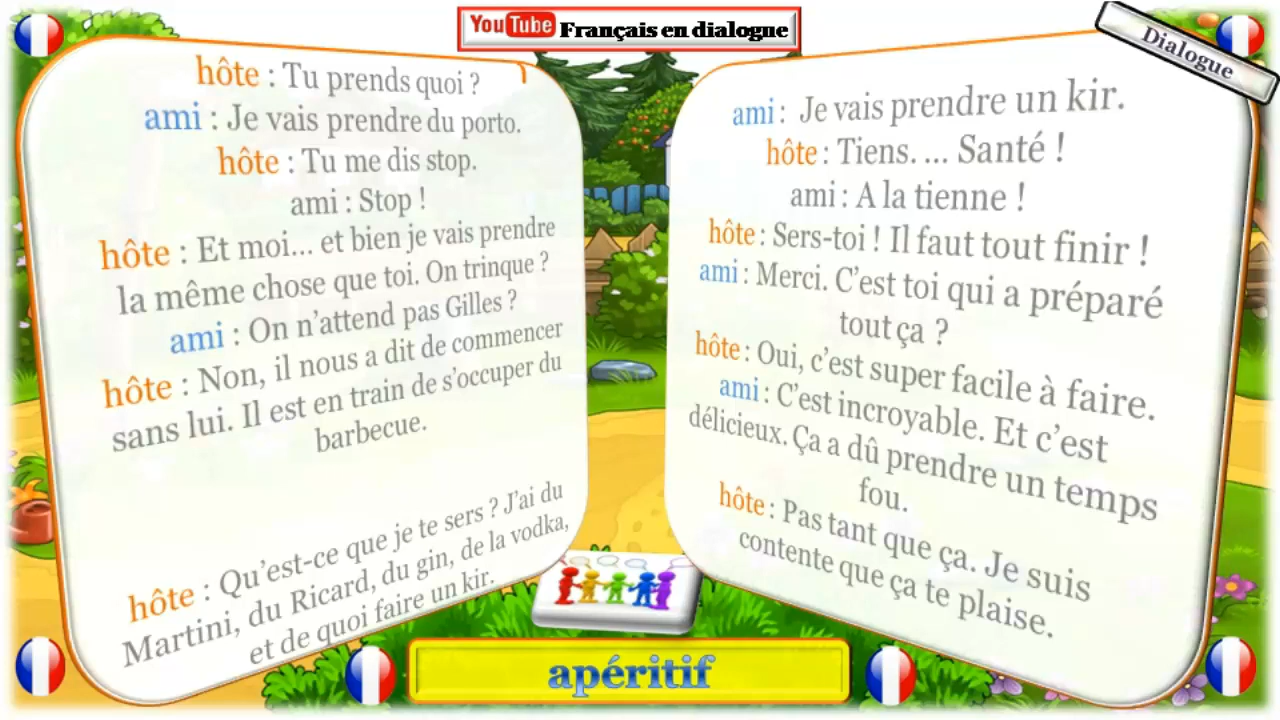 YouTube Français en dialogue
Dialogue
hôte : Tu prends quoi ?
ami : Je vais prendre du porto.
hôte : Tu me dis stop.
ami : Stop !
hôte : Et moi... et bien je vais prendre
la même chose que toi. On trinque ?
ami : On n'attend pas Gilles ?
hôte : Non, il nous a dit de commencer
sans lui. Il est en train de s'occuper du
barbecue.
hôte : Qu'est-ce que je te sers ? J'ai du
Martini, du Ricard, du gin, de la vodka,
et de quoi faire un kir.
ami : Je vais prendre un kir.
hôte : Tiens. ... Santé !
ami : A la tienne !
hôte : Sers-toi ! Il faut tout finir !
ami : Merci. C'est toi qui a préparé
tout ça ?
hôte : Oui, c'est super facile à faire.
ami : C'est incroyable. Et c'est
délicieux. Ça a dû prendre un temps
fou.
hôte : Pas tant que ça. Je suis
contente que ça te plaise.
apéritif